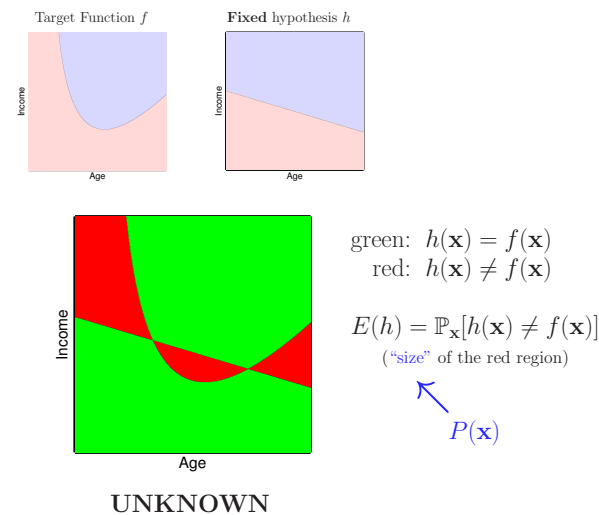 Target Function f
Fixed hypothesis h
Income
Age
Income
Age
Income
Age
green: h(x) = f(x)
red: h(x) ≠ f(x)
E(h) = ℙₓ[h(x) ≠ f(x)]
(“size” of the red region)
P(x)
UNKNOWN